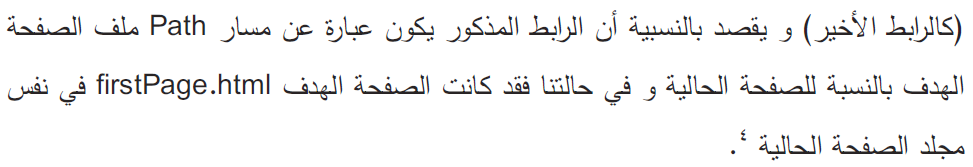 (كالرابط الأخير) و يقصد بالنسبية أن الرابط المذكور يكون عبارة عن مسار Path ملف الصفحة
الهدف بالنسبة للصفحة الحالية و في حالتنا فقد كانت الصفحة الهدف firstPage.html في نفس
مجلد الصفحة الحالية ٤.